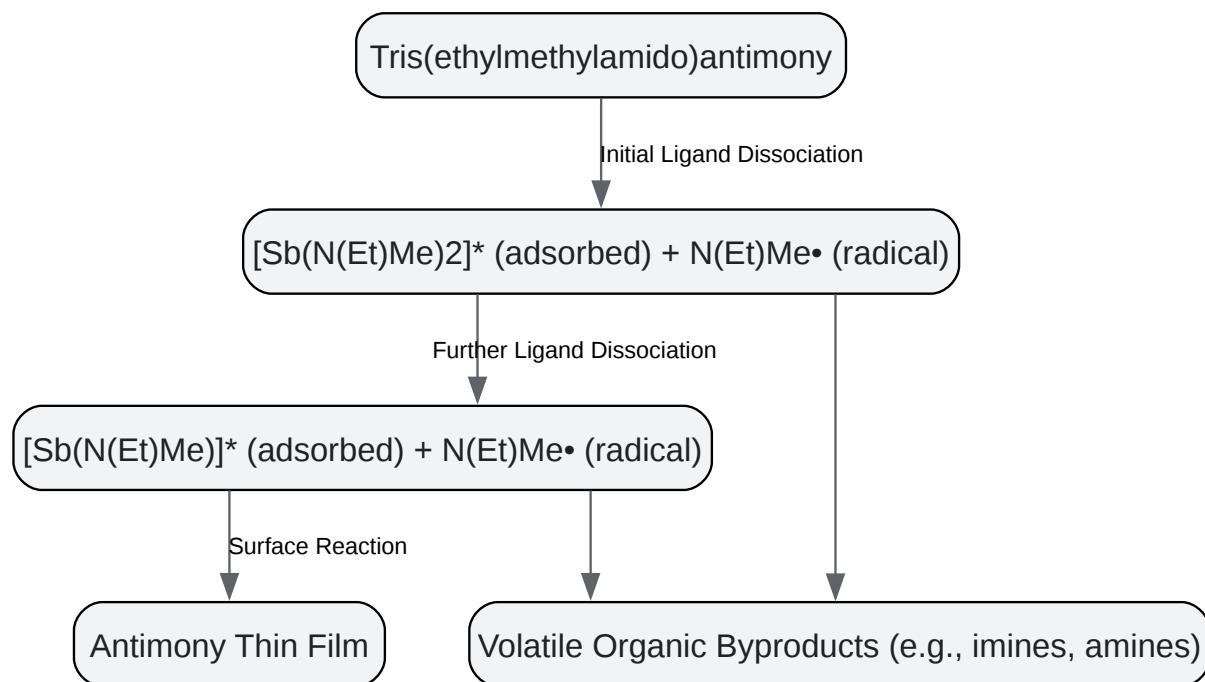 Tris(ethylmethylamido)antimony
Initial Ligand Dissociation
[Sb(N(Et)Me)2]* (adsorbed) + N(Et)Me• (radical)
Further Ligand Dissociation
[Sb(N(Et)Me)]* (adsorbed) + N(Et)Me• (radical)
Surface Reaction
Antimony Thin Film
Volatile Organic Byproducts (e.g., imines, amines)